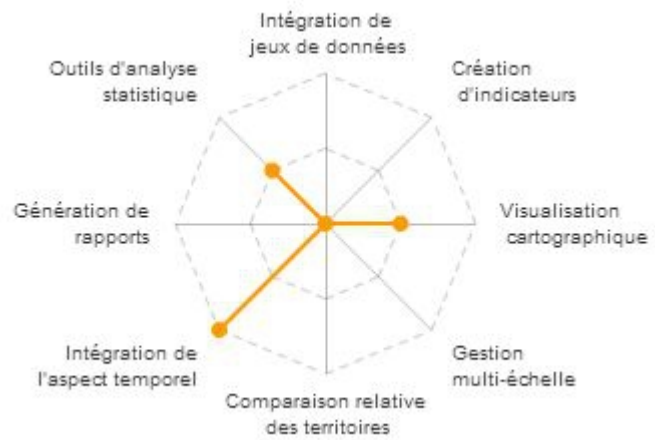 Intégration de
jeux de données
Création
d'indicateurs
Visualisation
cartographique
Gestion
multi-échelle
Comparaison relative
des territoires
Intégration de
l'aspect temporel
Génération de
rapports
Outils d'analyse
statistique